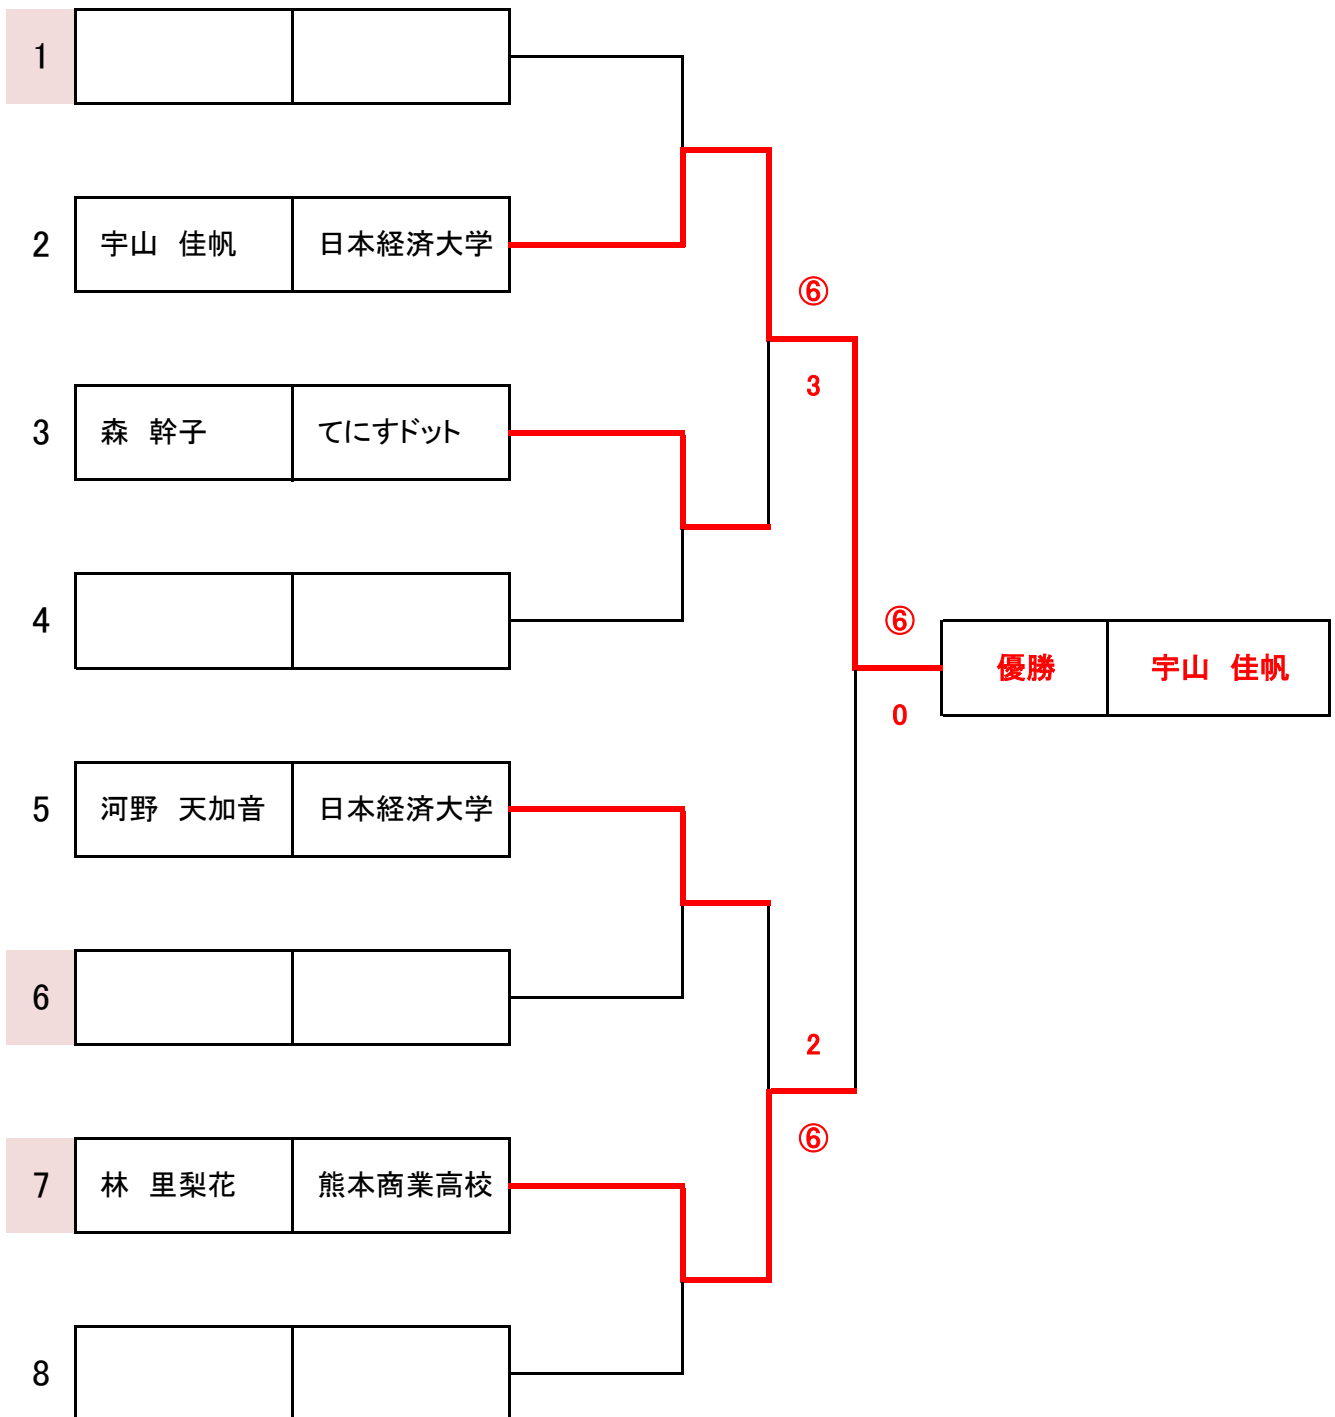 1
2 宇山 佳帆 日本経済大学
⑥
3
3 森 幹子 てにすドット
4
⑥
優勝 宇山 佳帆
0
5 河野 天加音 日本経済大学
6
2
⑥
7 林 里梨花 熊本商業高校
8